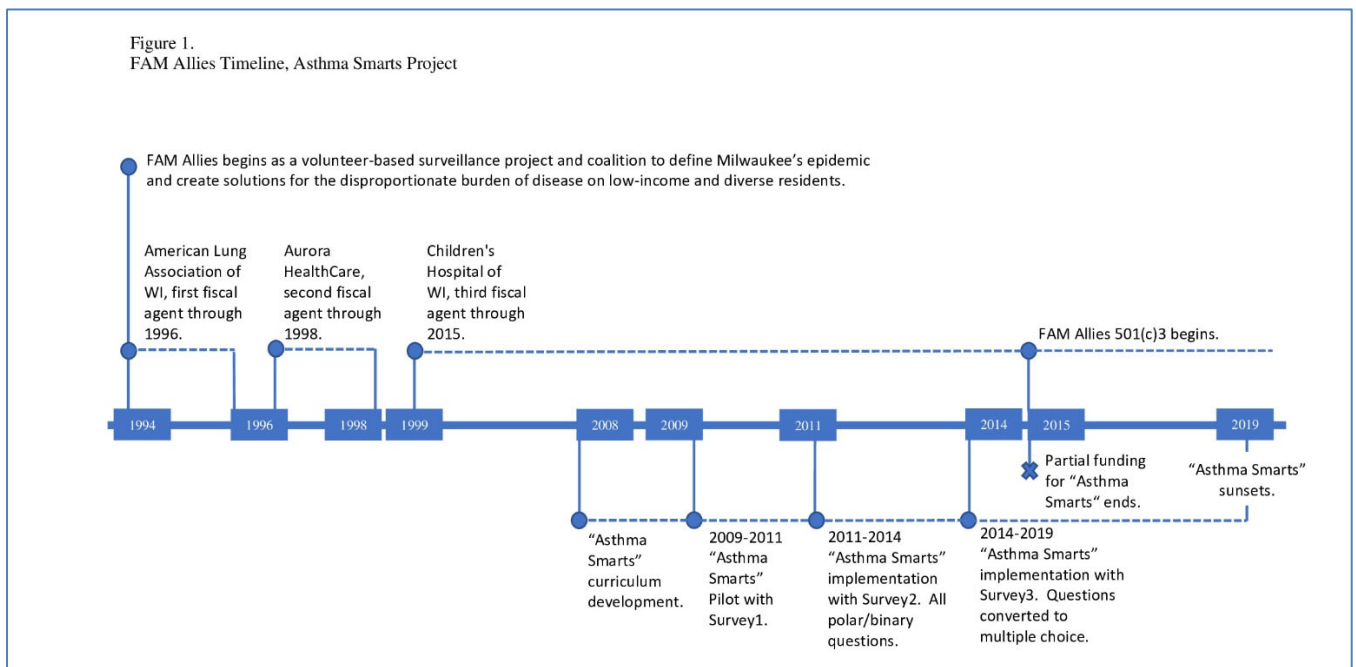 Figure 1.
FAM Allies Timeline, Asthma Smarts Project
FAM Allies begins as a volunteer-based surveillance project and coalition to define Milwaukee’s epidemic
and create solutions for the disproportionate burden of disease on low-income and diverse residents.
American Lung
Association of
WI, first fiscal
agent through
1996.
Aurora
HealthCare,
second fiscal
agent through
1998.
Children's
Hospital of
WI, third fiscal
agent through
2015.
FAM Allies 501(c)3 begins.
1994
1996
1998
1999
2008
2009
2011
2014
2015
2019
Partial funding
for “Asthma
Smarts“ ends.
“Asthma Smarts”
sunsets.
“Asthma
Smarts”
curriculum
development.
2009-2011
“Asthma
Smarts”
Pilot with
Survey1.
2011-2014
“Asthma Smarts”
implementation
with Survey2.  All
polar/binary
questions.
2014-2019
“Asthma Smarts”
implementation with
Survey3.  Questions
converted to
multiple choice.